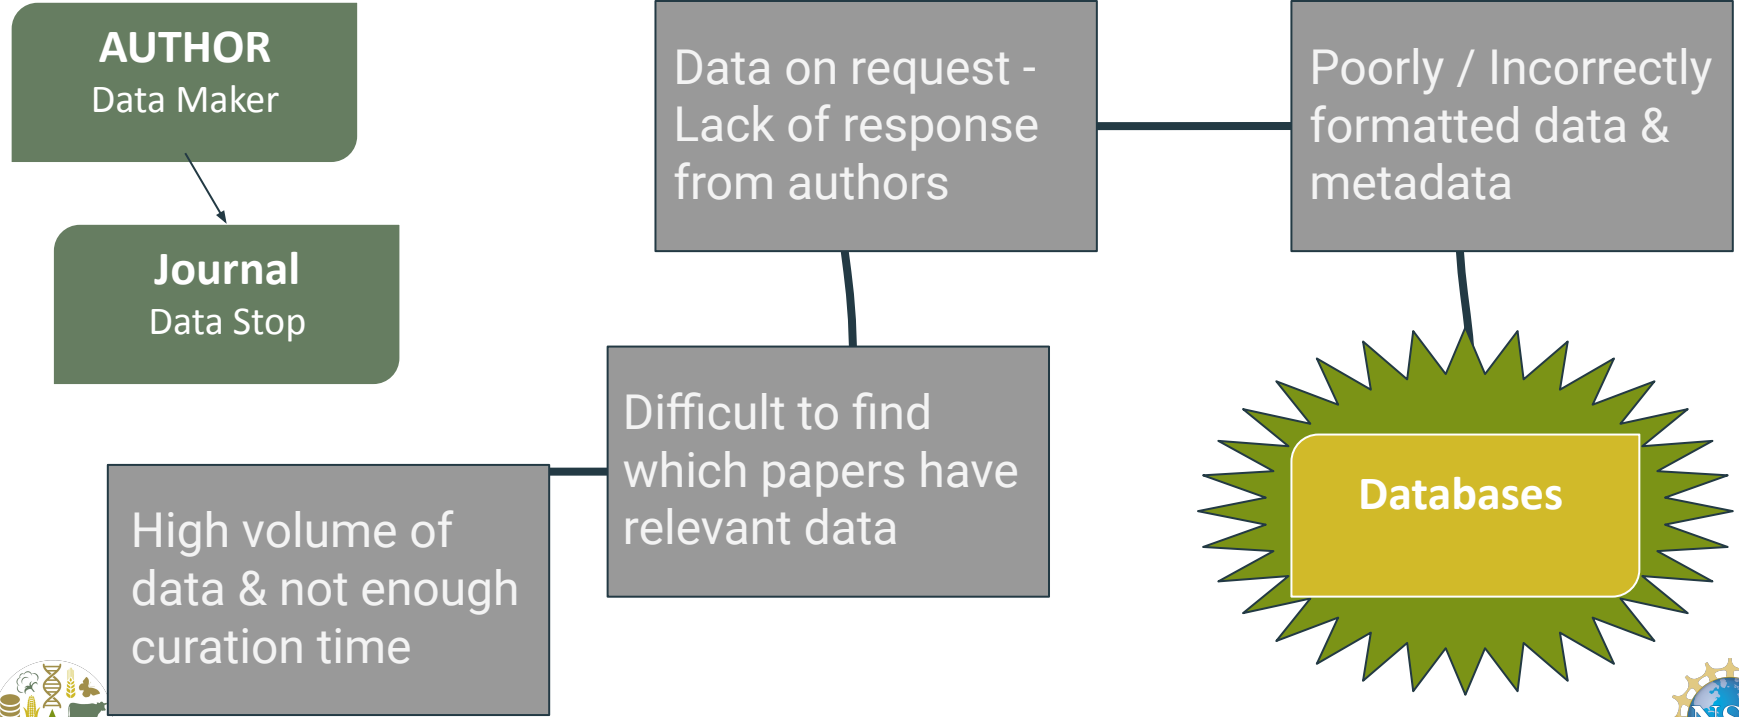 AUTHOR
Data Maker
Journal
Data Stop
High volume of
data & not enough
curation time
Difficult to find
which papers have
relevant data
Data on request -
Lack of response
from authors
Poorly / Incorrectly
formatted data &
metadata
Databases